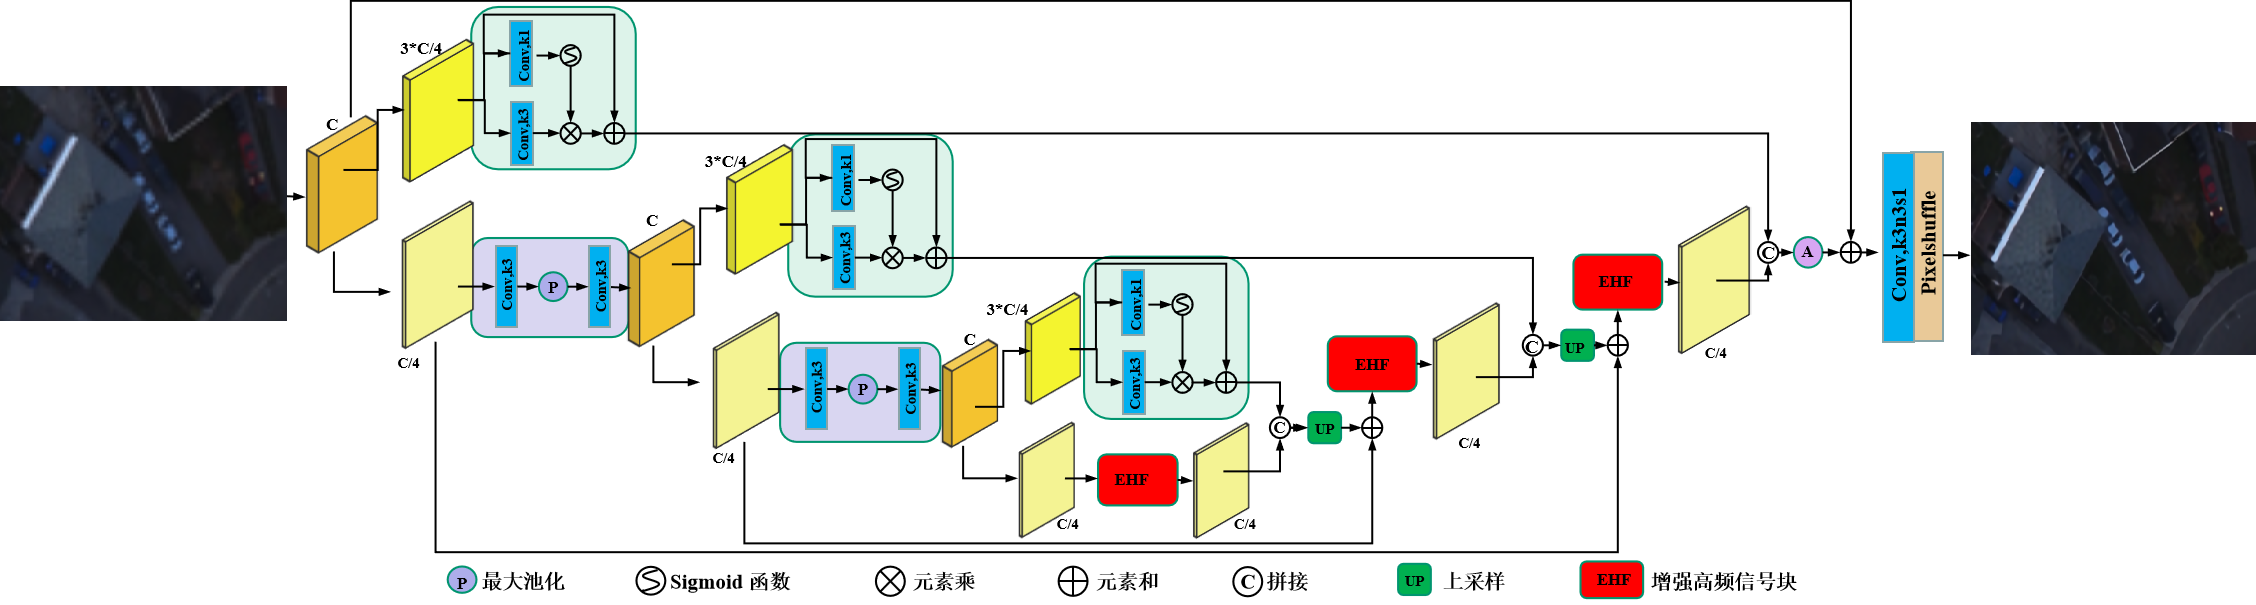 3*C/4
Conv,k1
Conv,k3
C
3*C/4
Conv,k1
Conv,k3
C
C/4
Conv,k3
P
Conv,k3
3*C/4
Conv,k1
Conv,k3
C
C/4
Conv,k3
P
Conv,k3
C/4
EHF
C/4
C
UP
EHF
C/4
C
UP
EHF
C/4
C
A
Conv,k3n3s1
Pixelshuffle
P 最大池化
Sigmoid 函数
元素乘
元素和
C 拼接
UP 上采样
EHF 增强高频信号块